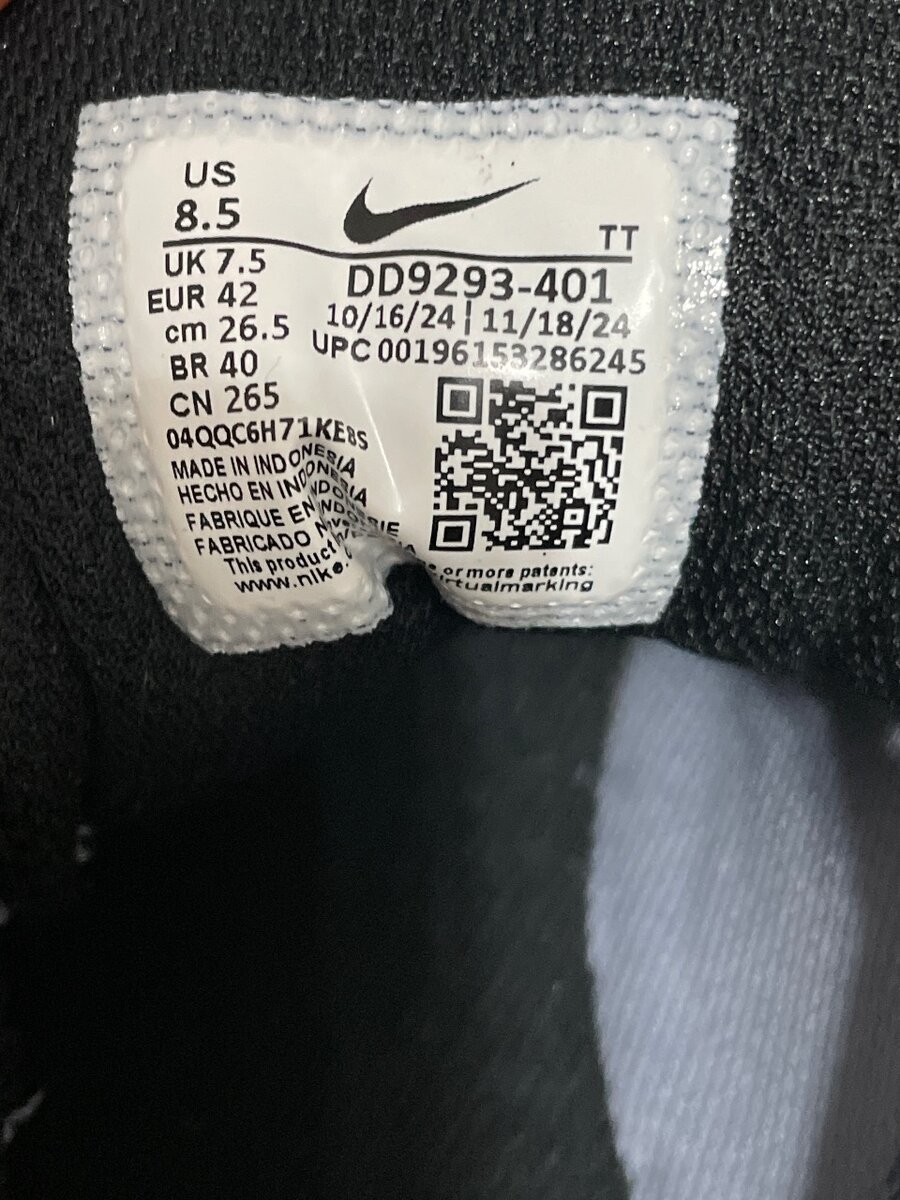 US
8.5
TT
UK 7.5
EUR 42
cm 26.5
BR 40
CN 265
DD9293-401
10/16/24 | 11/18/24
UPC 00196153286245
04QQC6H71KE8S
MADE IN INDONESIA
HECHO EN INDONESIA
FABRIQUE EN INDONESIE
FABRICADO
This product
www.nike.
or more patents: